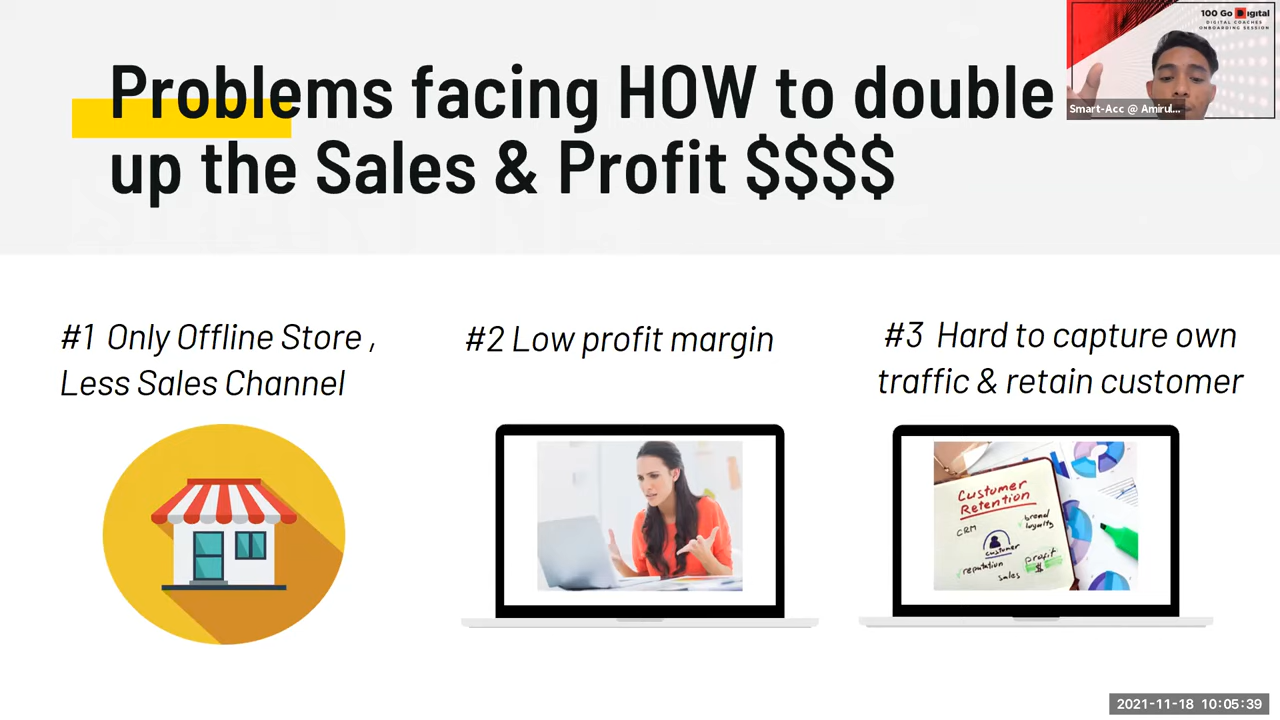 100 Go Digital
DIGITAL COACHES
ONBOARDING SESSION
Smart-Acc @ Amirul...
Problems facing HOW to double
up the Sales & Profit $$$$
#1 Only Offline Store ,
Less Sales Channel
#2 Low profit margin
#3 Hard to capture own
traffic & retain customer
Customer
Retention
CRM
brand
loyalty
customer
reputation
profit
$
sales
2021-11-18 10:05:39